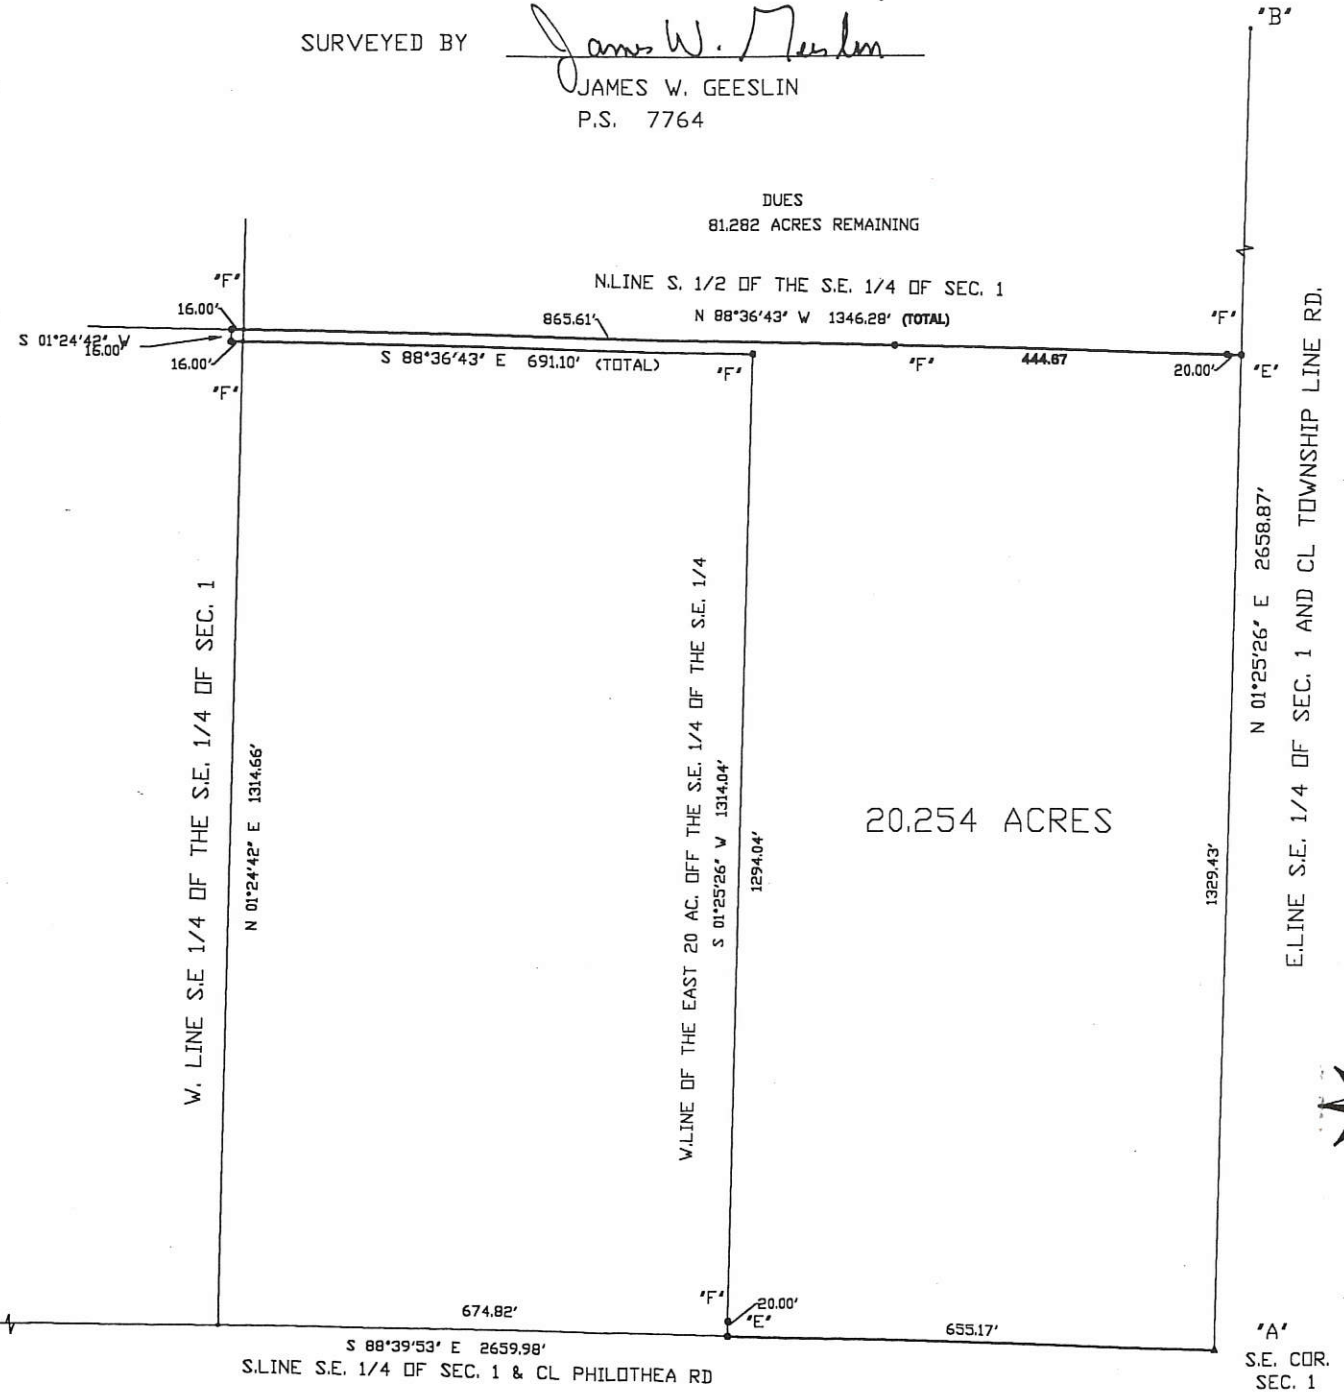 "B"
SURVEYED BY James W. Geeslin
JAMES W. GEESLIN
P.S. 7764
DUES
81.282 ACRES REMAINING
N.LINE S. 1/2 OF THE S.E. 1/4 OF SEC. 1
"F"
16.00'
865.61'
N 88°36'43" W 1346.28' (TOTAL)
"F"
S 01°24'42" W
16.00'
16.00'
S 88°36'43" E 691.10' (TOTAL)
"F"
"F"
444.67
20.00'
"E"
"F"
E.LINE S.E. 1/4 OF SEC. 1 AND CL TOWNSHIP LINE RD.
N 01°25'26" E 2658.87'
W. LINE S.E 1/4 OF THE S.E. 1/4 OF SEC. 1
N 01°24'42" E 1314.66'
W.LINE OF THE EAST 20 AC. OFF THE S.E. 1/4 OF THE S.E. 1/4
S 01°25'26" W 1314.04'
1294.04'
20.254 ACRES
1329.43'
"F"
20.00'
"E"
674.82'
655.17'
S 88°39'53" E 2659.98'
S.LINE S.E. 1/4 OF SEC. 1 & CL PHILOTHEA RD
"A"
S.E. COR.
SEC. 1